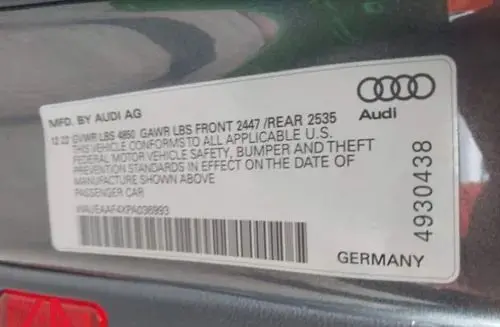 MFD. BY AUDI AG
12 22 GVWR LBS 4850 GAWR LBS FRONT 2447 /REAR 2535
THIS VEHICLE CONFORMS TO ALL APPLICABLE U.S.
FEDERAL MOTOR VEHICLE SAFETY, BUMPER AND THEFT
PREVENTION STANDARDS IN EFFECT ON THE DATE OF
MANUFACTURE SHOWN ABOVE.
PASSENGER CAR
WAUEAAF4XPA036993
Audi
4930438
GERMANY